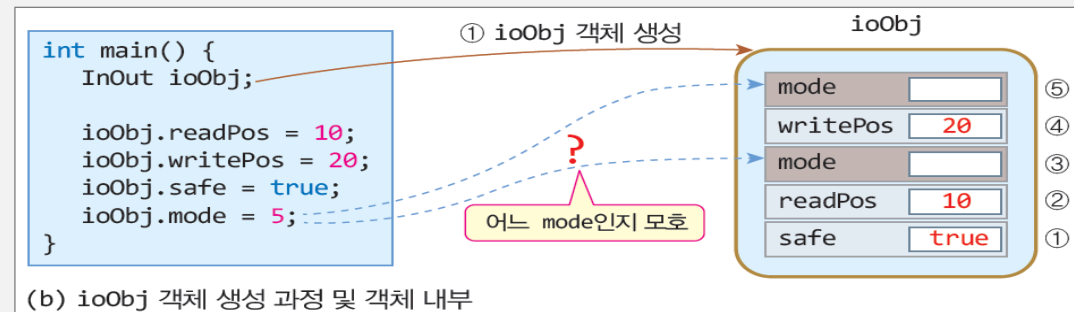 int main() {
InOut ioObj;
ioObj.readPos = 10;
ioObj.writePos = 20;
ioObj.safe = true;
ioObj.mode = 5;
}
① ioObj 객체 생성
?
어느 mode인지 모호
ioObj
mode ⑤
writePos 20 ④
mode ③
readPos 10 ②
safe true ①
(b) ioObj 객체 생성 과정 및 객체 내부